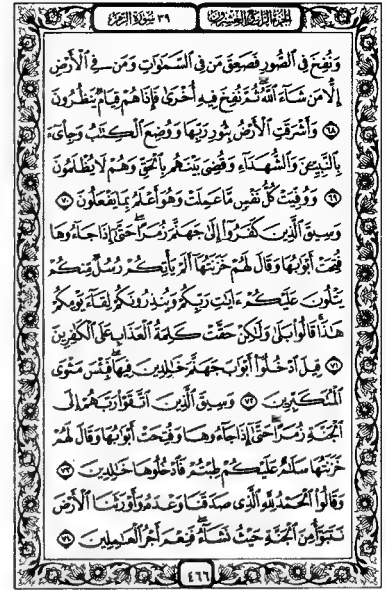 الجزء الرابع والعشرون
٣٩ سورة الزمر
وَنُفِخَ فِي ٱلصُّورِ فَصَعِقَ مَن فِي ٱلسَّمَٰوَٰتِ وَمَن فِي ٱلۡأَرۡضِ
إِلَّا مَن شَآءَ ٱللَّهُۖ ثُمَّ نُفِخَ فِيهِ أُخۡرَىٰ فَإِذَا هُمۡ قِيَامٞ يَنظُرُونَ
٦٨ وَأَشۡرَقَتِ ٱلۡأَرۡضُ بِنُورِ رَبِّهَا وَوُضِعَ ٱلۡكِتَٰبُ وَجِاْيٓءَ
بِٱلنَّبِيِّـۧنَ وَٱلشُّهَدَآءِ وَقُضِيَ بَيۡنَهُم بِٱلۡحَقِّ وَهُمۡ لَا يُظۡلَمُونَ
٦٩ وَوُفِّيَتۡ كُلُّ نَفۡسٖ مَّا عَمِلَتۡ وَهُوَ أَعۡلَمُ بِمَا يَفۡعَلُونَ ٧٠
وَسِيقَ ٱلَّذِينَ كَفَرُوٓاْ إِلَىٰ جَهَنَّمَ زُمَرًاۖ حَتَّىٰٓ إِذَا جَآءُوهَا
فُتِحَتۡ أَبۡوَٰبُهَا وَقَالَ لَهُمۡ خَزَنَتُهَآ أَلَمۡ يَأۡتِكُمۡ رُسُلٞ مِّنكُمۡ
يَتۡلُونَ عَلَيۡكُمۡ ءَايَٰتِ رَبِّكُمۡ وَيُنذِرُونَكُمۡ لِقَآءَ يَوۡمِكُمۡ
هَٰذَاۚ قَالُواْ بَلَىٰ وَلَٰكِنۡ حَقَّتۡ كَلِمَةُ ٱلۡعَذَابِ عَلَى ٱلۡكَٰفِرِينَ
٧١ قِيلَ ٱدۡخُلُوٓاْ أَبۡوَٰبَ جَهَنَّمَ خَٰلِدِينَ فِيهَاۖ فَبِئۡسَ مَثۡوَى
ٱلۡمُتَكَبِّرِينَ ٧٢ وَسِيقَ ٱلَّذِينَ ٱتَّقَوۡاْ رَبَّهُمۡ إِلَى
ٱلۡجَنَّةِ زُمَرًاۖ حَتَّىٰٓ إِذَا جَآءُوهَا وَفُتِحَتۡ أَبۡوَٰبُهَا وَقَالَ لَهُمۡ
خَزَنَتُهَا سَلَٰمٌ عَلَيۡكُمۡ طِبۡتُمۡ فَٱدۡخُلُوهَا خَٰلِدِينَ ٧٣
وَقَالُواْ ٱلۡحَمۡدُ لِلَّهِ ٱلَّذِي صَدَقَنَا وَعۡدَهُۥ وَأَوۡرَثَنَا ٱلۡأَرۡضَ
نَتَبَوَّأُ مِنَ ٱلۡجَنَّةِ حَيۡثُ نَشَآءُۖ فَنِعۡمَ أَجۡرُ ٱلۡعَٰمِلِينَ ٧٤
٤٦٦